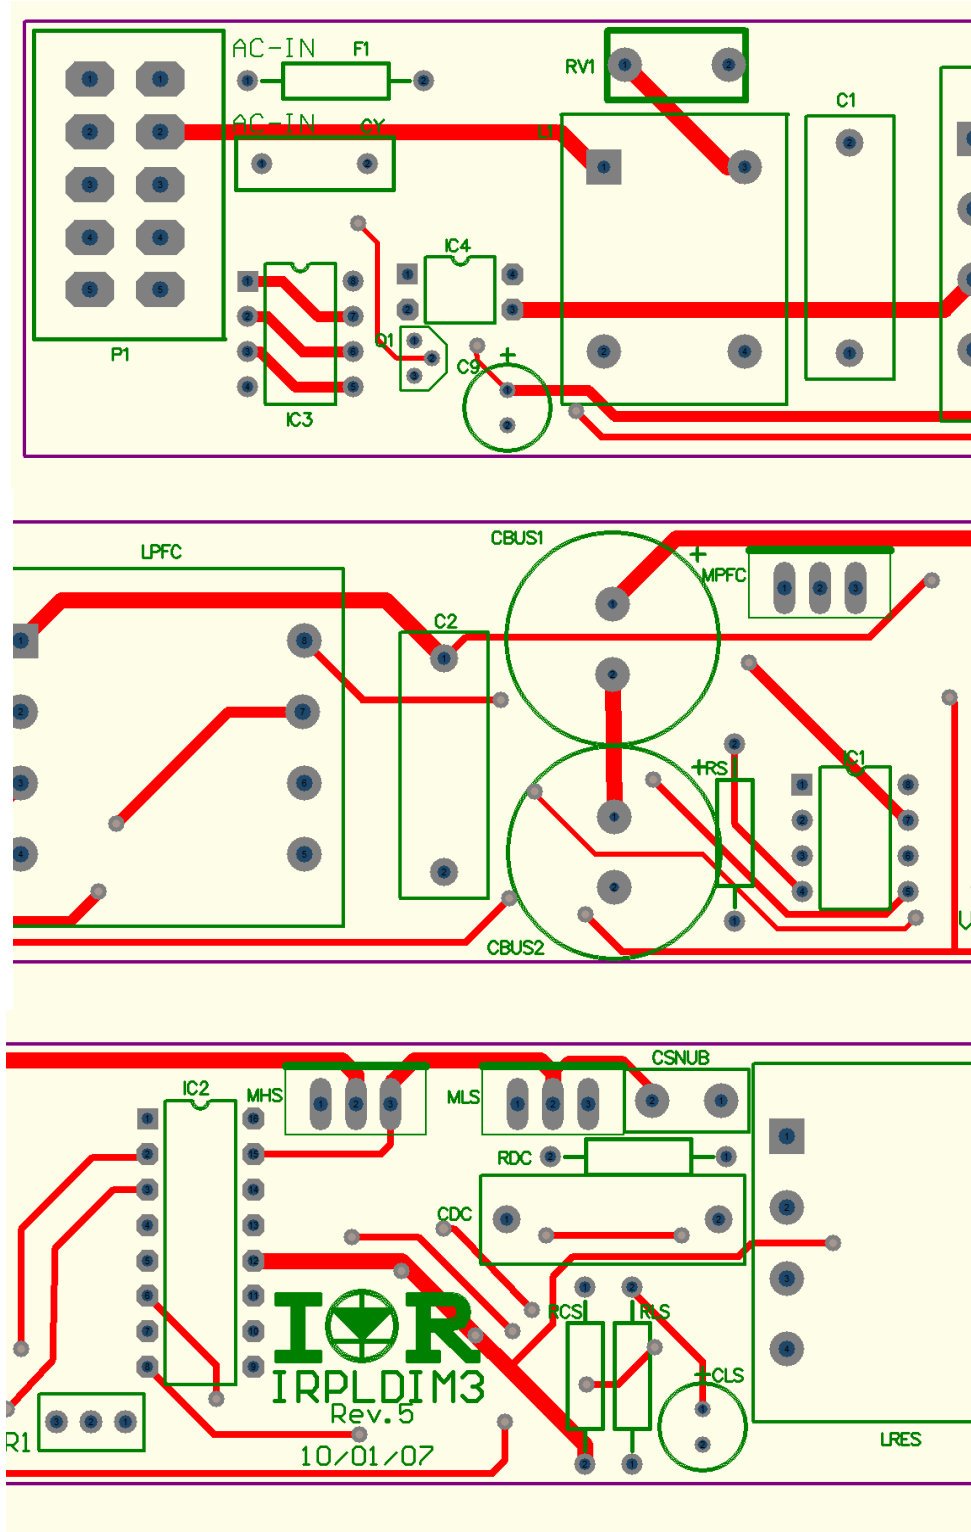 AC-IN
F1
RV1
C1
AC-IN
CY
L1
IC4
Q1
P1
C9
+
IC3
CBUS1
LPFC
+
MPFC
C2
+RS
IC1
CBUS2
CSNUB
IC2
MHS
MLS
RDC
CDC
IOR
RCS
RLS
IRPLDIM3
+CLS
Rev.5
R1
LRES
10/01/07